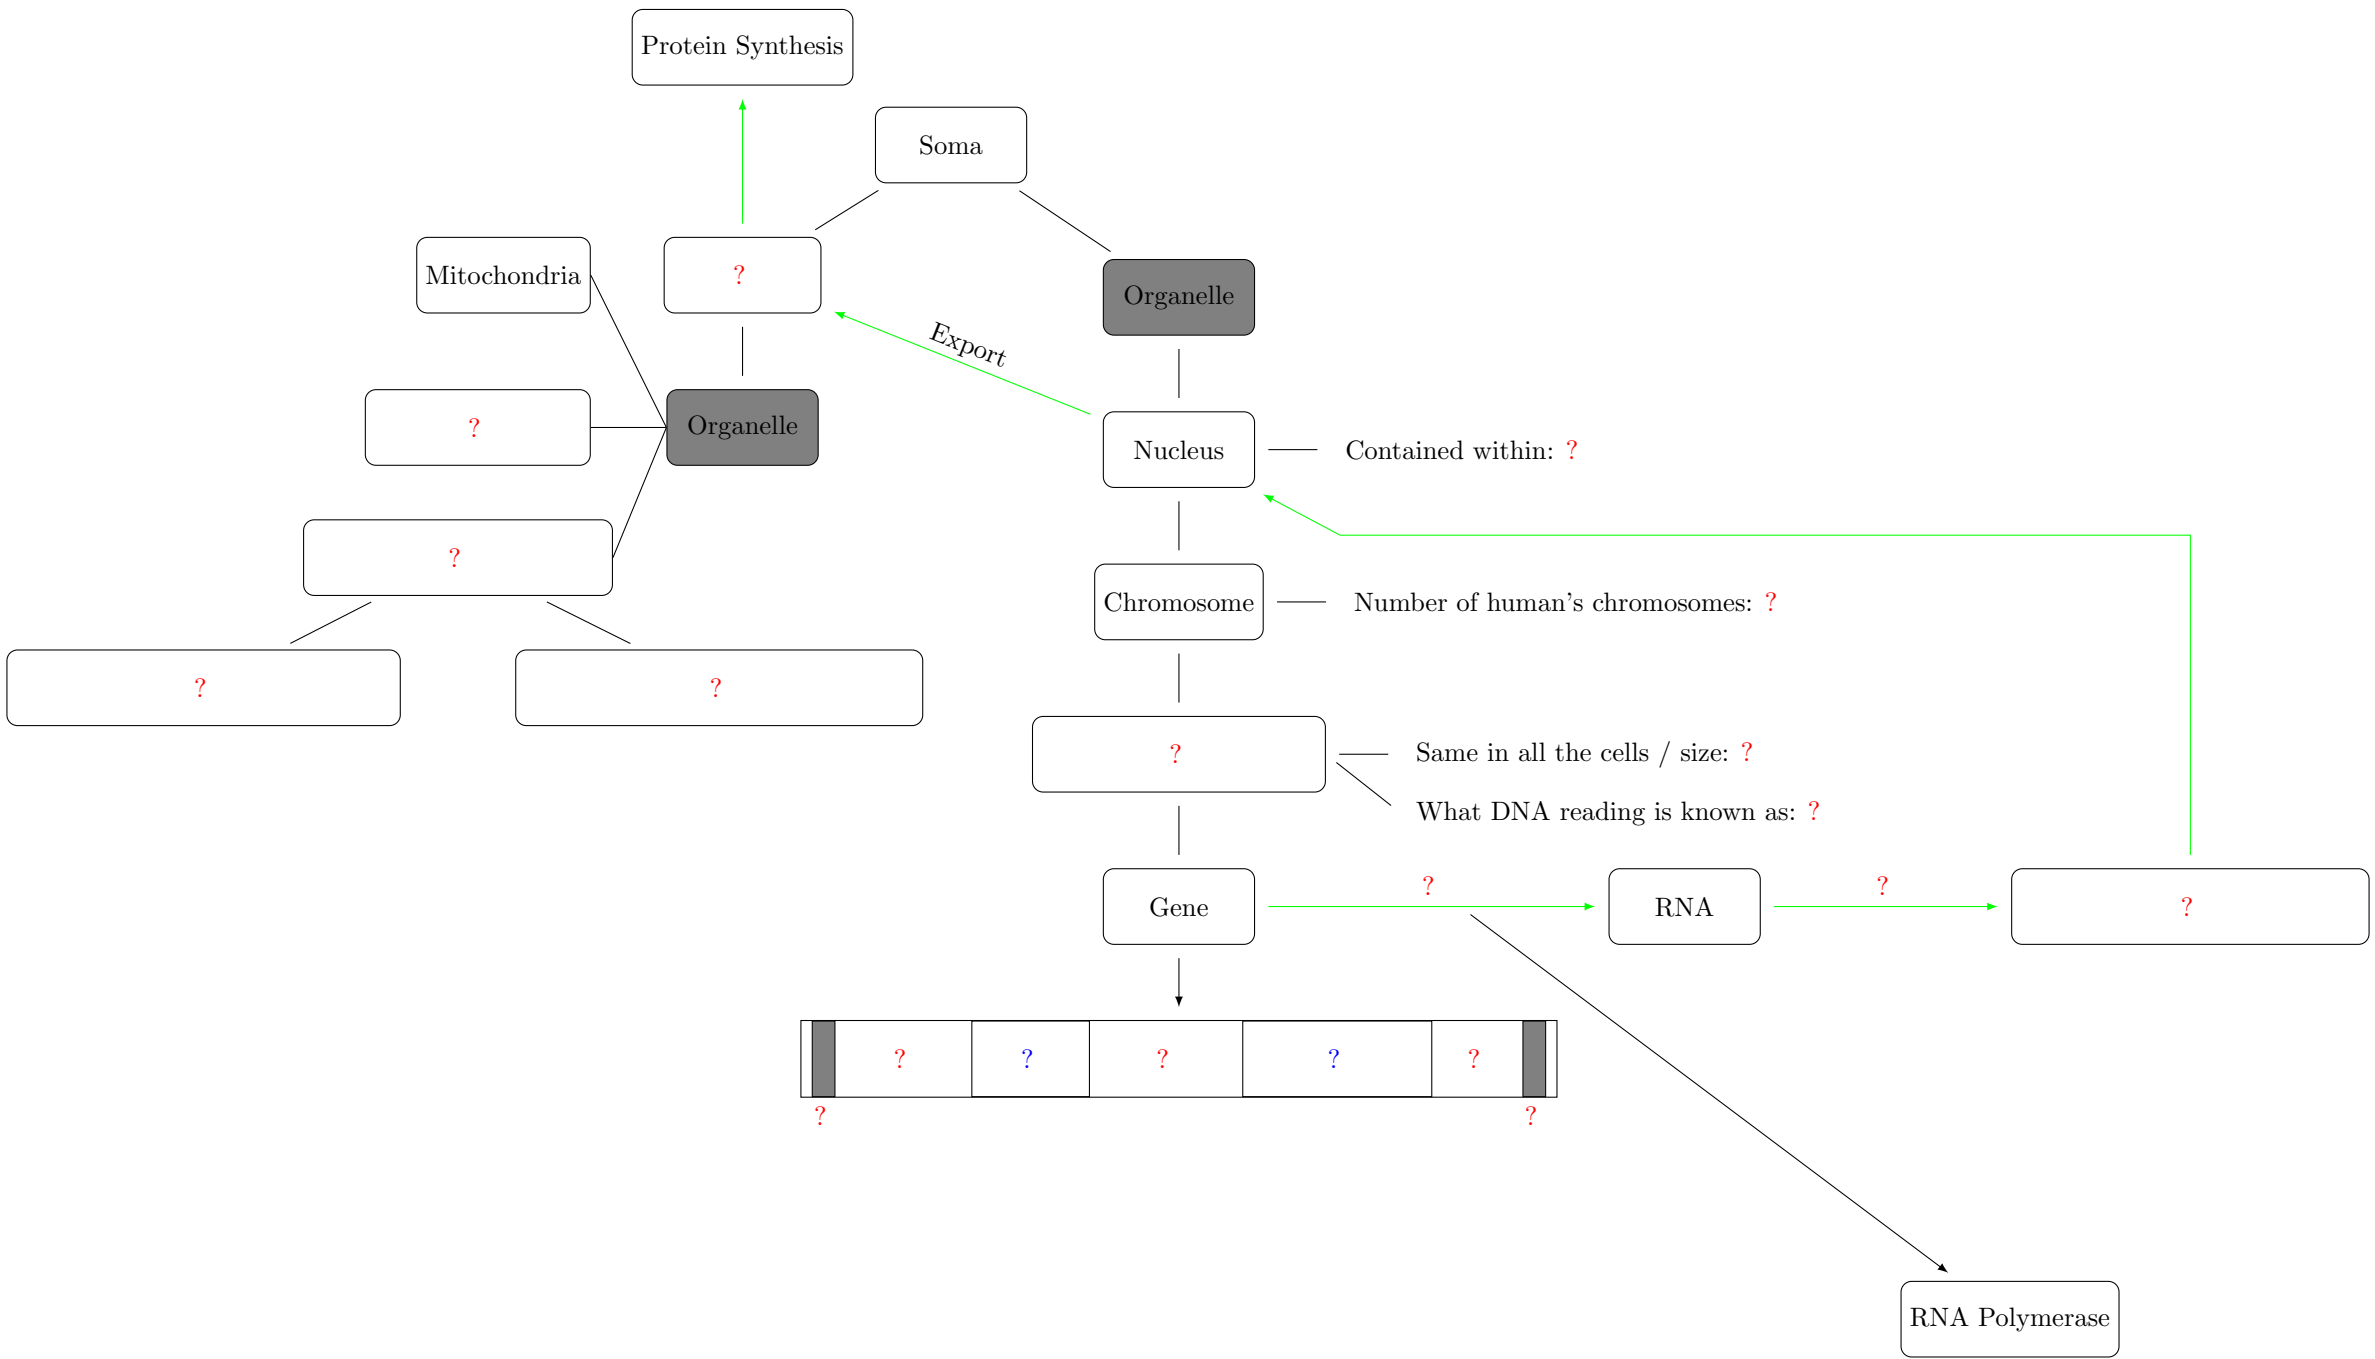 Protein Synthesis
Soma
Mitochondria
?
Organelle
Export
?
Organelle
Nucleus
Contained within: ?
?
Chromosome
Number of human's chromosomes: ?
?
?
?
Same in all the cells / size: ?
What DNA reading is known as: ?
Gene
?
RNA
?
?
? ? ? ? ?
? ?
RNA Polymerase